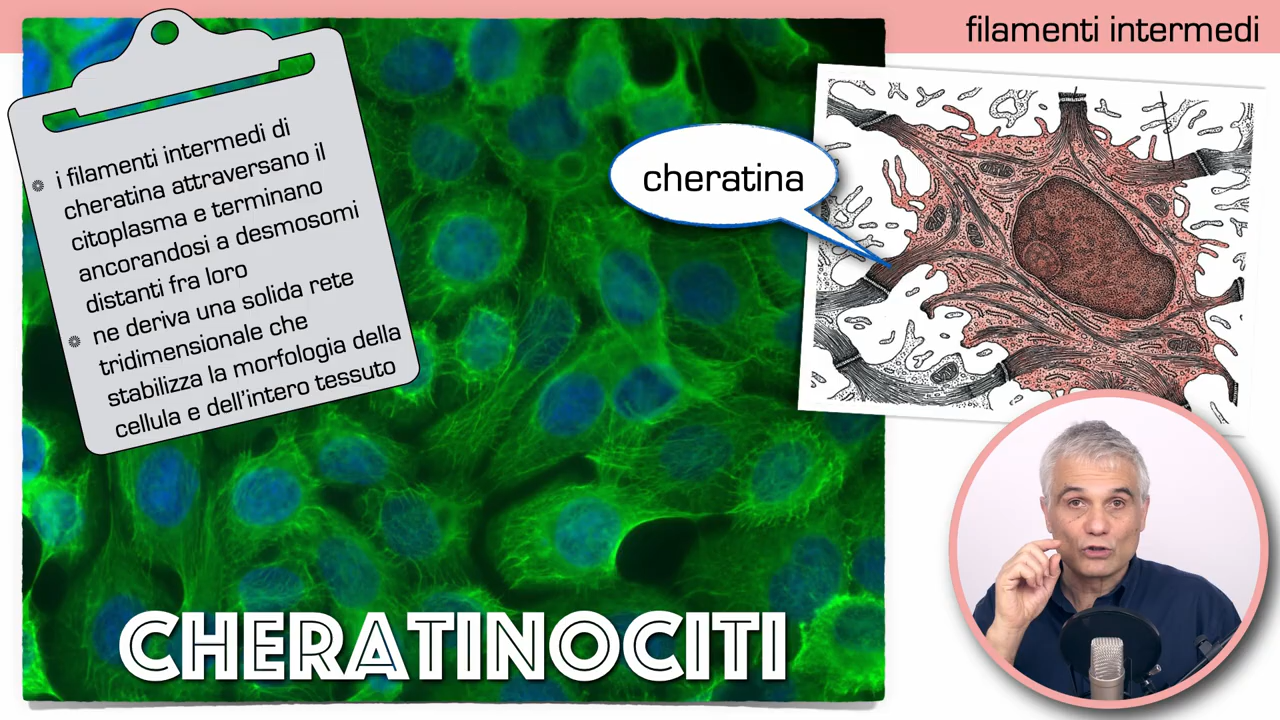 filamenti intermedi
i filamenti intermedi di
cheratina attraversano il
citoplasma e terminano
ancorandosi a desmosomi
distanti fra loro
ne deriva una solida rete
tridimensionale che
stabilizza la morfologia della
cellula e dell'intero tessuto
cheratina
CHERATINOCITI